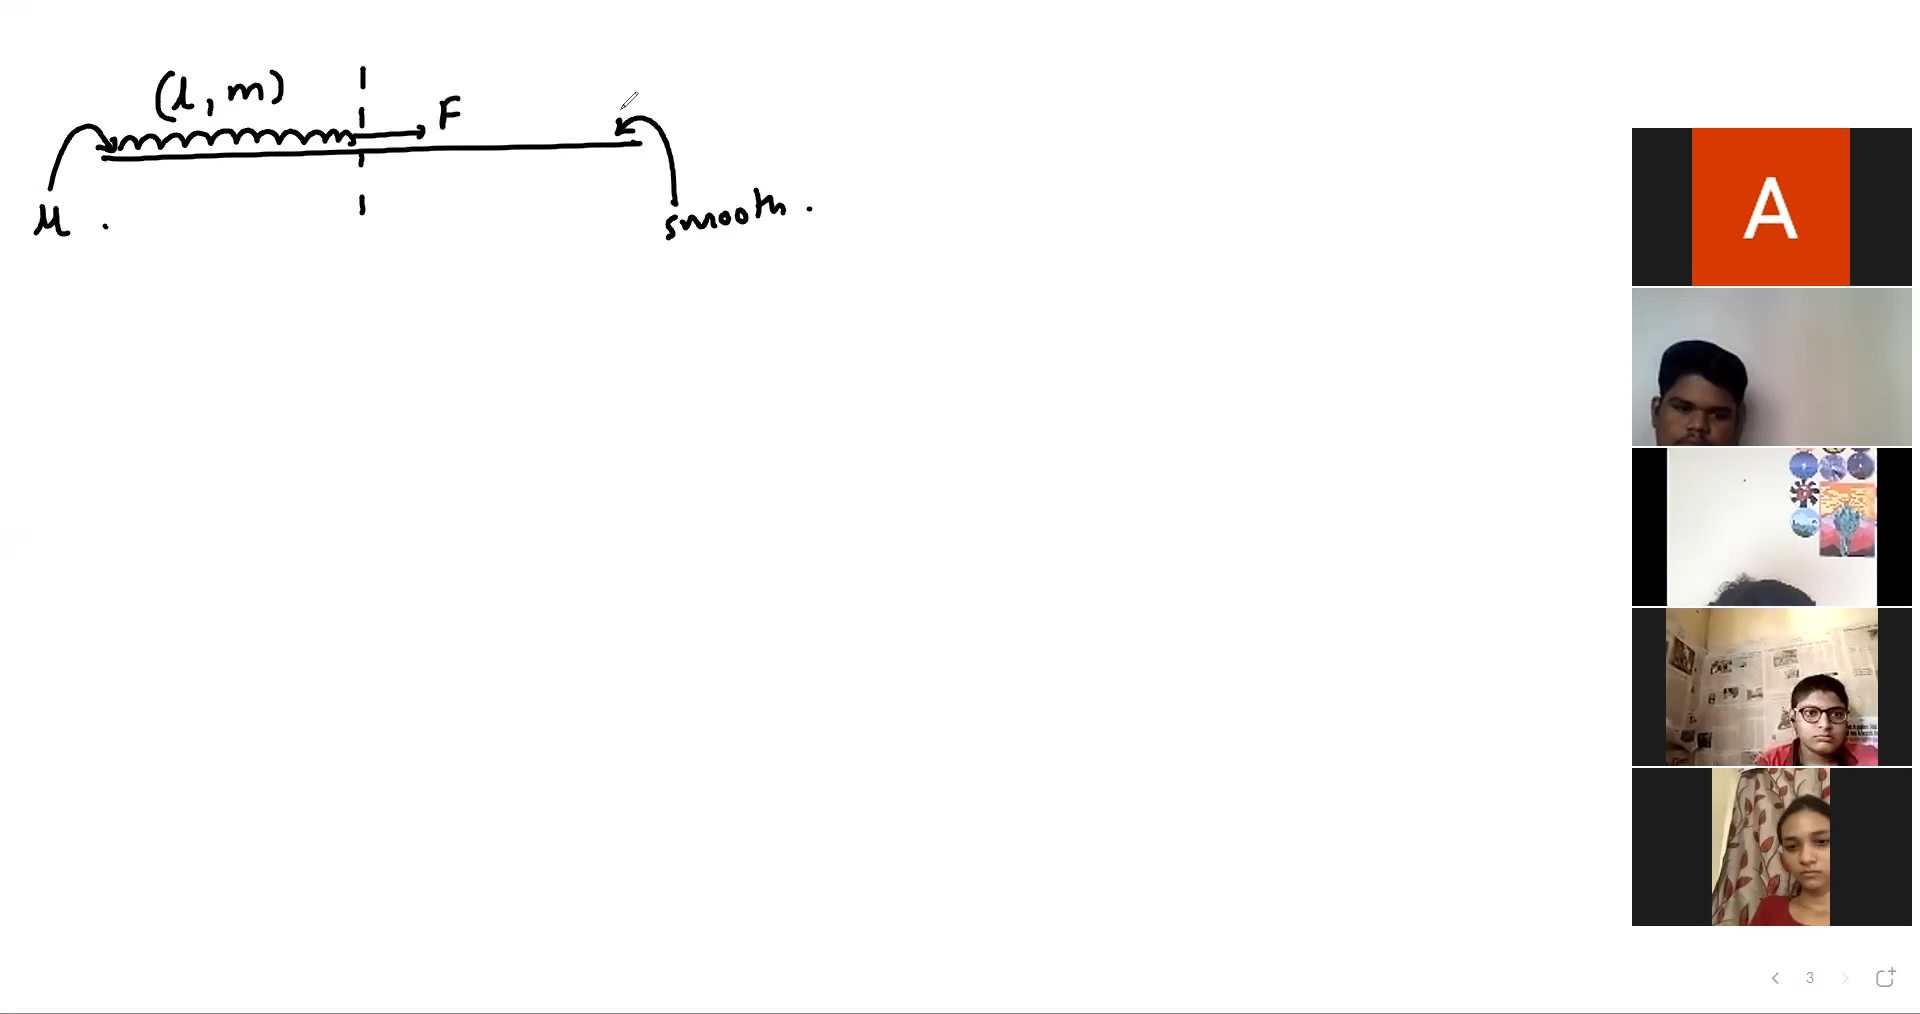 (l, m)
F
μ .
smooth .
A
3